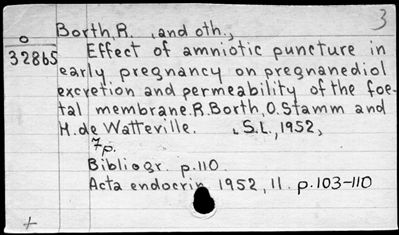 3
Borth,R. ,and oth.,
32865
Effect of amniotic puncture in
early pregnancy on pregnanediol
excretion and permeability of the foe-
tal membrane.R.Borth,O.Stamm and
H.de Watteville. ,S.L.,1952,
7p.
Bibliogr. p.110.
Acta endocrin 1952, 11. p.103-110
+